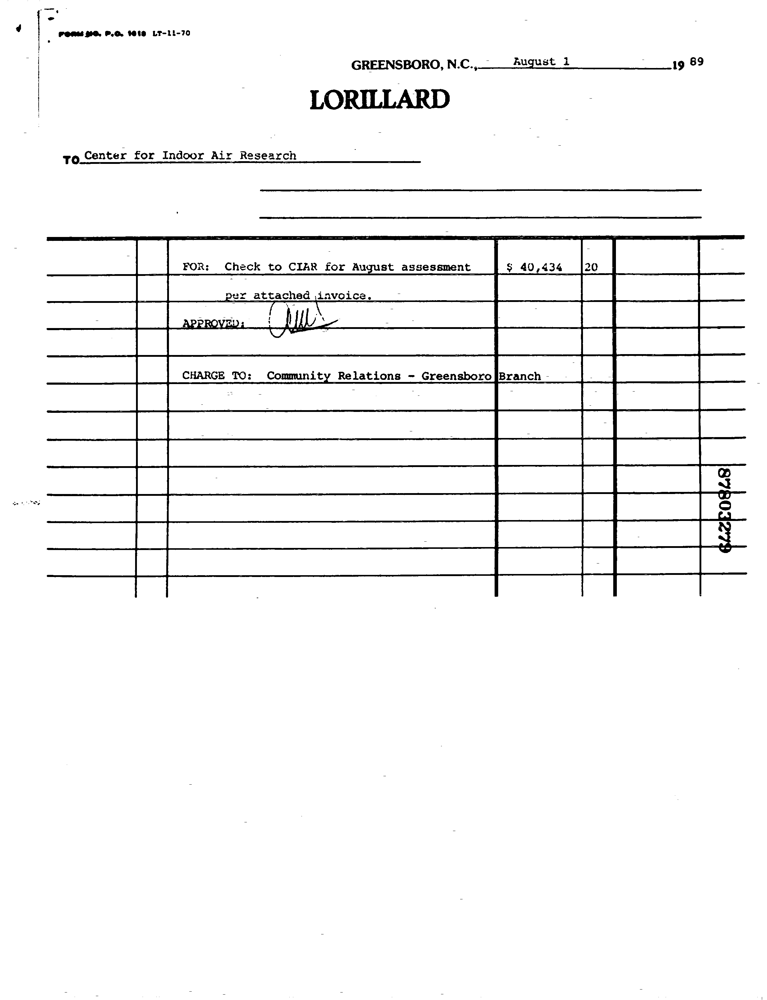 FORM NO. P.O. 1618 LT-11-70
GREENSBORO, N.C., August 1 19 89
LORILLARD
TO Center for Indoor Air Research
FOR: Check to CIAR for August assessment $ 40,434 20
per attached invoice.
APPROVED:
CHARGE TO: Community Relations - Greensboro Branch
87803279